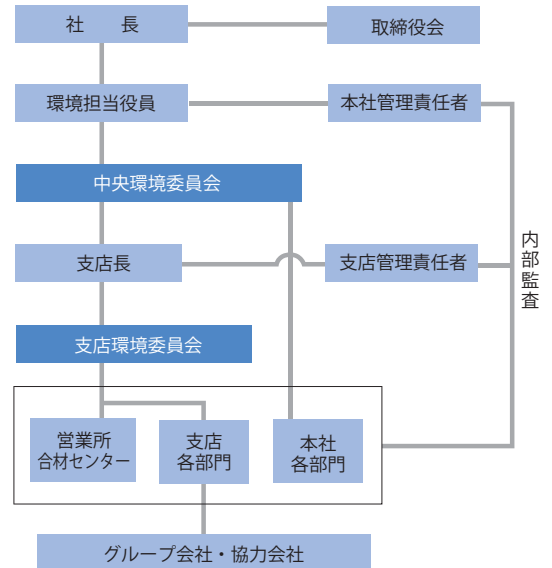 社　長
取締役会
環境担当役員
本社管理責任者
中央環境委員会
支店長
支店管理責任者
内部監査
支店環境委員会
営業所
合材センター
支店
各部門
本社
各部門
グループ会社・協力会社